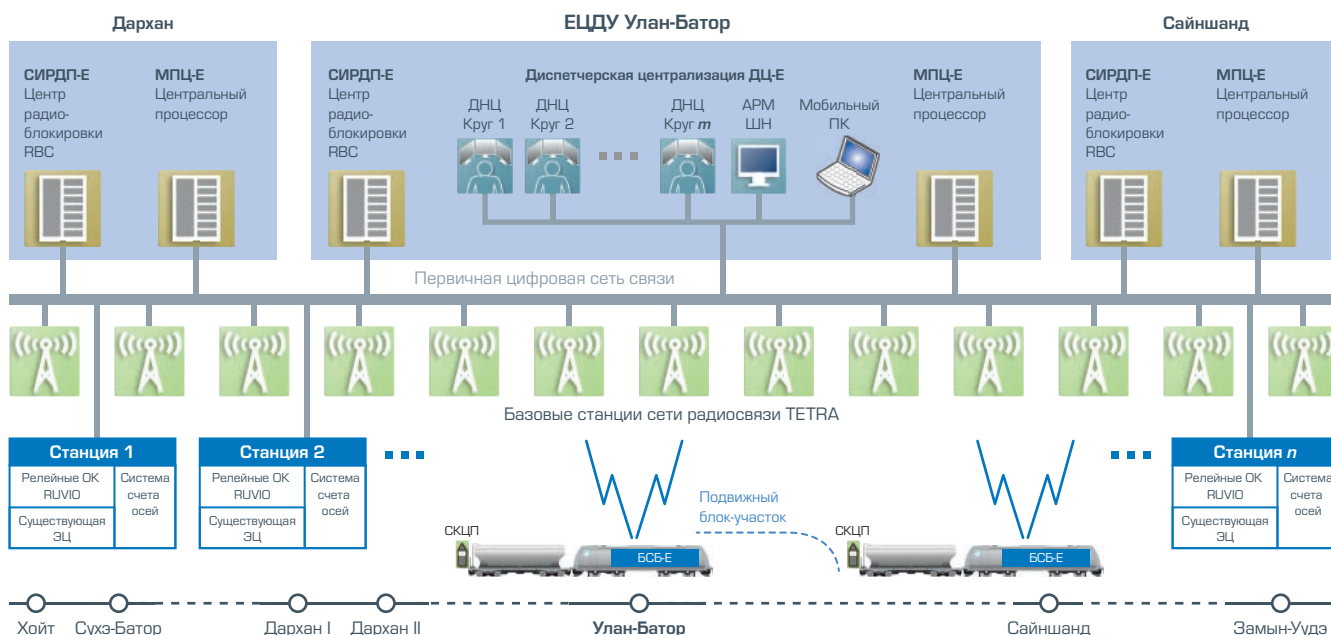 Дархан
ЕЦДУ Улан-Батор
Сайншанд
СИРДП-Е
Центр
радио-
блокировки
RBC
МПЦ-Е
Центральный
процессор
СИРДП-Е
Центр
радио-
блокировки
RBC
Диспетчерская централизация ДЦ-Е
ДНЦ
Круг 1
ДНЦ
Круг 2
ДНЦ
Круг m
АРМ
ШН
Мобильный
ПК
МПЦ-Е
Центральный
процессор
СИРДП-Е
Центр
радио-
блокировки
RBC
МПЦ-Е
Центральный
процессор
Первичная цифровая сеть связи
Базовые станции сети радиосвязи TETRA
Станция 1
Релейные ОК
RUVIO
Существующая
ЭЦ
Система
счета
осей
Станция 2
Релейные ОК
RUVIO
Существующая
ЭЦ
Система
счета
осей
Станция n
Релейные ОК
RUVIO
Существующая
ЭЦ
Система
счета
осей
СКЦП
БСБ-Е
Подвижный
блок-участок
СКЦП
БСБ-Е
Хойт
Сухэ-Батор
Дархан I
Дархан II
Улан-Батор
Сайншанд
Замын-Ууд​э